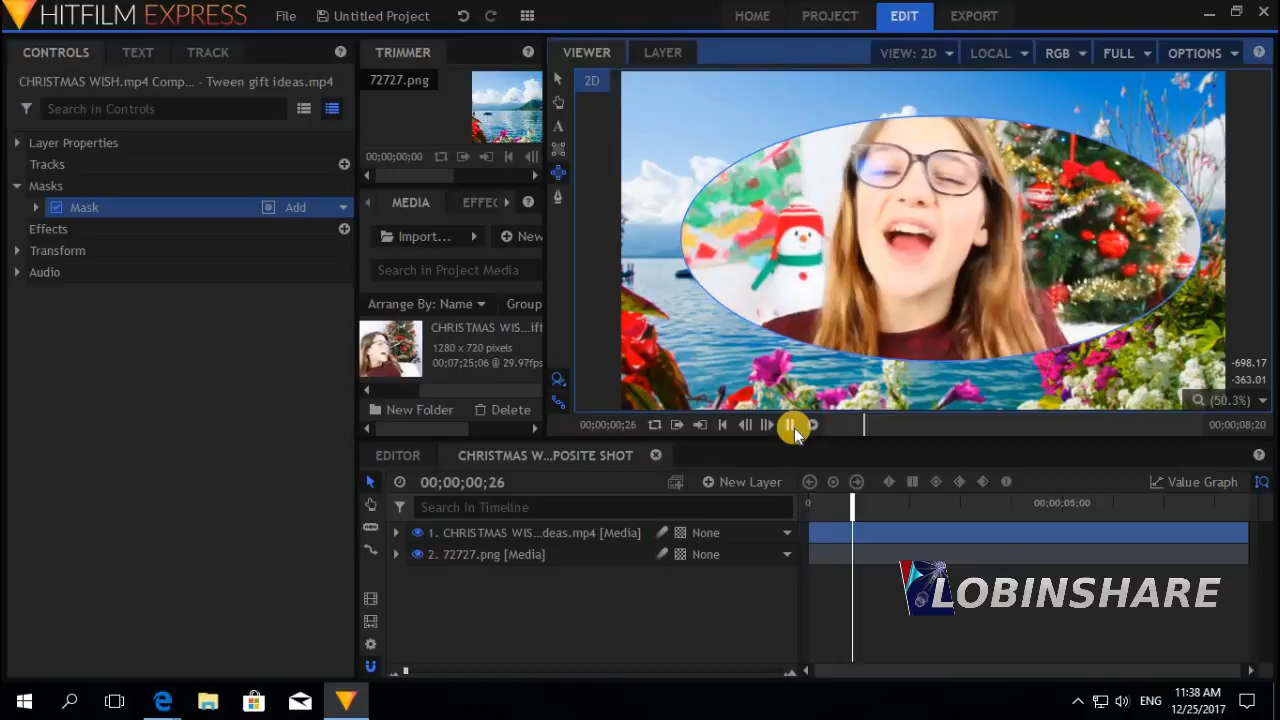 HITFILM EXPRESS
File
Untitled Project
HOME
PROJECT
EDIT
EXPORT
CONTROLS
TEXT
TRACK
CHRISTMAS WISH.mp4 Comp... - Tween gift ideas.mp4
Search in Controls
Layer Properties
Tracks
Masks
Mask
Add
Effects
Transform
Audio
TRIMMER
72727.png
00;00;00;00
MEDIA
EFFEC
Import...
New
Search in Project Media
Arrange By: Name
Group
CHRISTMAS WIS...ift
1280 x 720 pixels
00;07;25;06 @ 29.97fp
New Folder
Delete
VIEWER
LAYER
VIEW: 2D
LOCAL
RGB
FULL
OPTIONS
2D
-698.17
-363.01
(50.3%)
00;00;00;26
00;00;08;20
EDITOR
CHRISTMAS W...POSITE SHOT
00;00;00;26
New Layer
Value Graph
Search in Timeline
0
00;00;05;00
1. CHRISTMAS WIS...deas.mp4 [Media]
None
2. 72727.png [Media]
None
LOBINSHARE
ENG
11:38 AM
12/25/2017